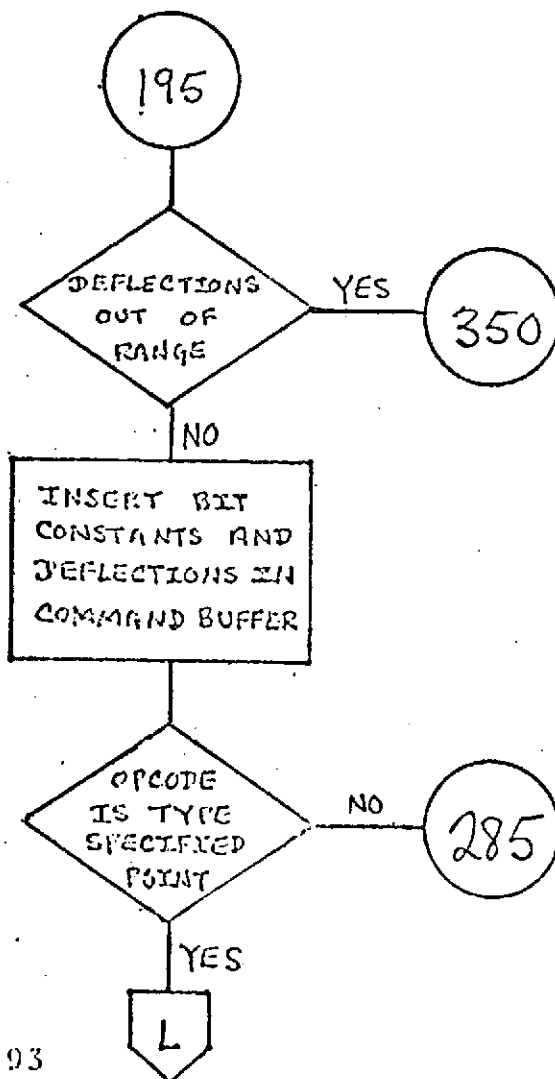 195
DEFLECTIONS
OUT OF
RANGE
YES
350
NO
INSERT BIT
CONSTANTS AND
DEFLECTIONS IN
COMMAND BUFFER
OPCODE
IS TYPE
SPECIFIED
POINT
NO
285
YES
L
93